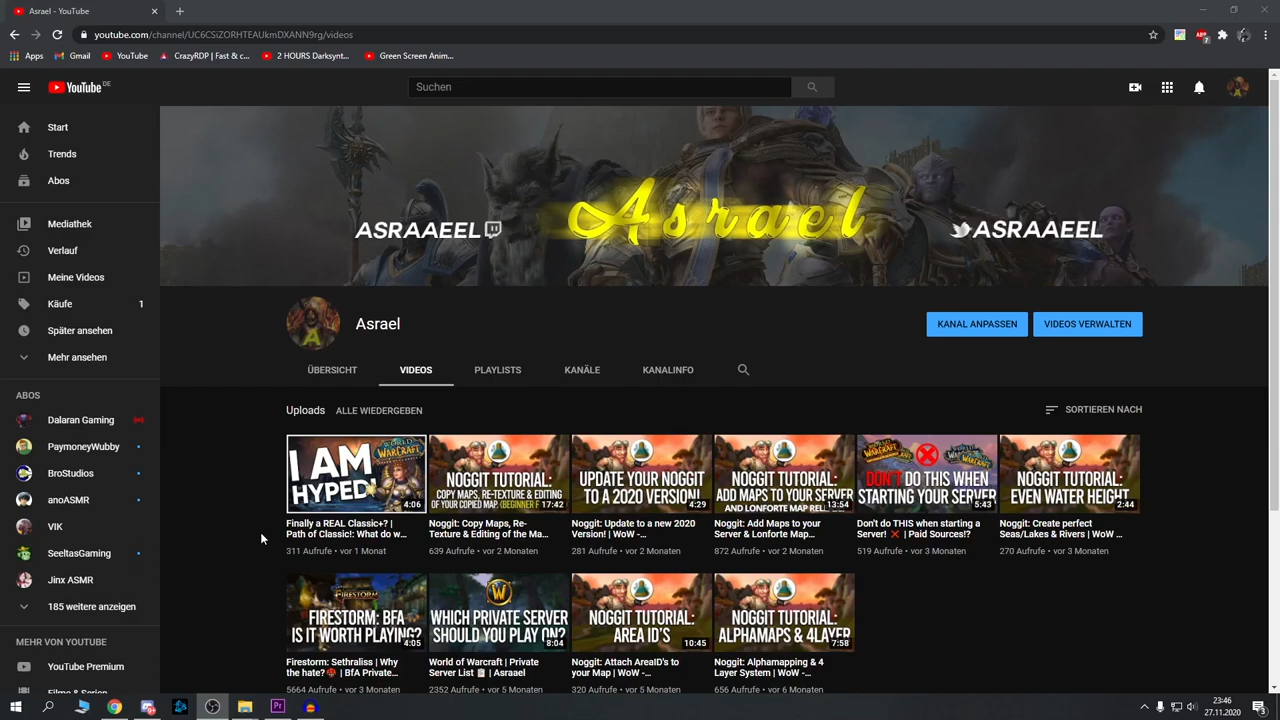 Asrael - YouTube
youtube.com/channel/UC6CSiZORHTEAUkmDXANN9rg/videos
7
Apps
Gmail
YouTube
CrazyRDP | Fast & c...
2 HOURS Darksynt...
Green Screen Anim...
YouTube DE
Suchen
Start
Trends
Abos
Mediathek
Verlauf
Meine Videos
Käufe 1
Später ansehen
Mehr ansehen
ABOS
Dalaran Gaming
PaymoneyWubby
BroStudios
anoASMR
VIK
SeeltasGaming
Jinx ASMR
185 weitere anzeigen
MEHR VON YOUTUBE
YouTube Premium
Filme & Serien
ASRAAEEL
Asrael
ASRAAEEL
A
Asrael
KANAL ANPASSEN
VIDEOS VERWALTEN
ÜBERSICHT
VIDEOS
PLAYLISTS
KANÄLE
KANALINFO
Uploads
ALLE WIEDERGEBEN
SORTIEREN NACH
I AM
HYPED!
WORLD
WARCRAFT
4:06
Finally a REAL Classic+? |
Path of Classic!: What do w...
311 Aufrufe • vor 1 Monat
NOGGIT TUTORIAL:
COPY MAPS, RE-TEXTURE & EDITING
OF YOUR COPIED MAP. (BEGINNER F
17:42
Noggit: Copy Maps, Re-
Texture & Editing of the Ma...
639 Aufrufe • vor 2 Monaten
UPDATE YOUR NOGGIT
TO A 2020 VERSION!
4:29
Noggit: Update to a new 2020
Version! | WoW -...
281 Aufrufe • vor 2 Monaten
NOGGIT TUTORIAL:
ADD MAPS TO YOUR SERVER
AND LONFORTE MAP REL
13:54
Noggit: Add Maps to your
Server & Lonforte Map...
872 Aufrufe • vor 2 Monaten
DON'T DO THIS WHEN
STARTING YOUR SERVER
5:43
Don't do THIS when starting a
Server! ❌ | Paid Sources!?
519 Aufrufe • vor 3 Monaten
NOGGIT TUTORIAL:
EVEN WATER HEIGHT
2:44
Noggit: Create perfect
Seas/Lakes & Rivers | WoW ...
270 Aufrufe • vor 3 Monaten
FIRESTORM
FIRESTORM: BFA
IS IT WORTH PLAYING?
4:05
Firestorm: Sethraliss | Why
the hate?👹 | BfA Private...
5664 Aufrufe • vor 3 Monaten
WHICH PRIVATE SERVER
SHOULD YOU PLAY ON?
8:04
World of Warcraft | Private
Server List 📋 | Asraael
2352 Aufrufe • vor 5 Monaten
NOGGIT TUTORIAL:
AREA ID'S
10:45
Noggit: Attach AreaID's to
your Map | WoW -...
320 Aufrufe • vor 5 Monaten
NOGGIT TUTORIAL:
ALPHAMAPS & 4LAYER
7:58
Noggit: Alphamapping & 4
Layer System | WoW -...
656 Aufrufe • vor 6 Monaten
Pr
23:46
27.11.2020